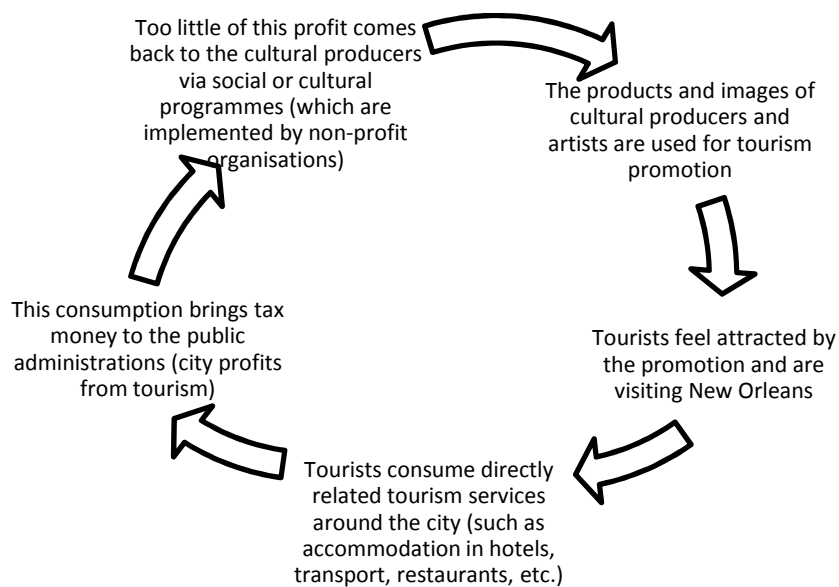 Too little of this profit comes
back to the cultural producers
via social or cultural
programmes (which are
implemented by non-profit
organisations)
The products and images of
cultural producers and
artists are used for tourism
promotion
Tourists feel attracted by
the promotion and are
visiting New Orleans
Tourists consume directly
related tourism services
around the city (such as
accommodation in hotels,
transport, restaurants, etc.)
This consumption brings tax
money to the public
administrations (city profits
from tourism)